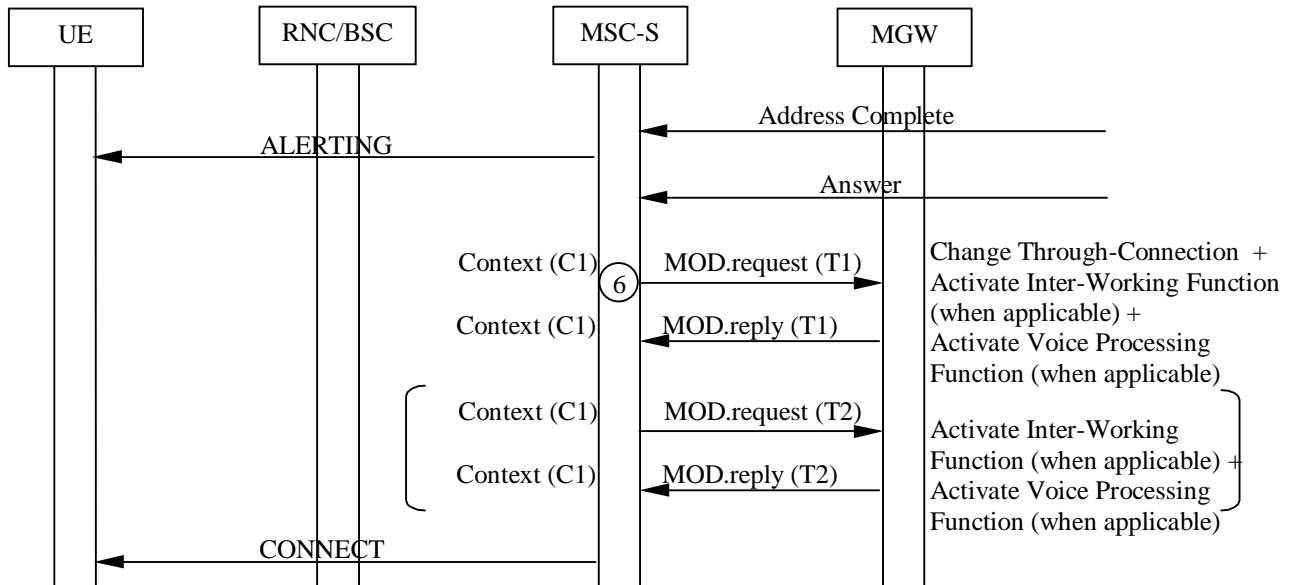 UE
RNC/BSC
MSC-S
MGW
Address Complete
ALERTING
Answer
Context (C1)
6
MOD.request (T1)
Change Through-Connection +
Activate Inter-Working Function
(when applicable) +
Activate Voice Processing
Function (when applicable)
Context (C1)
MOD.reply (T1)
Context (C1)
MOD.request (T2)
Activate Inter-Working
Function (when applicable) +
Activate Voice Processing
Function (when applicable)
Context (C1)
MOD.reply (T2)
CONNECT